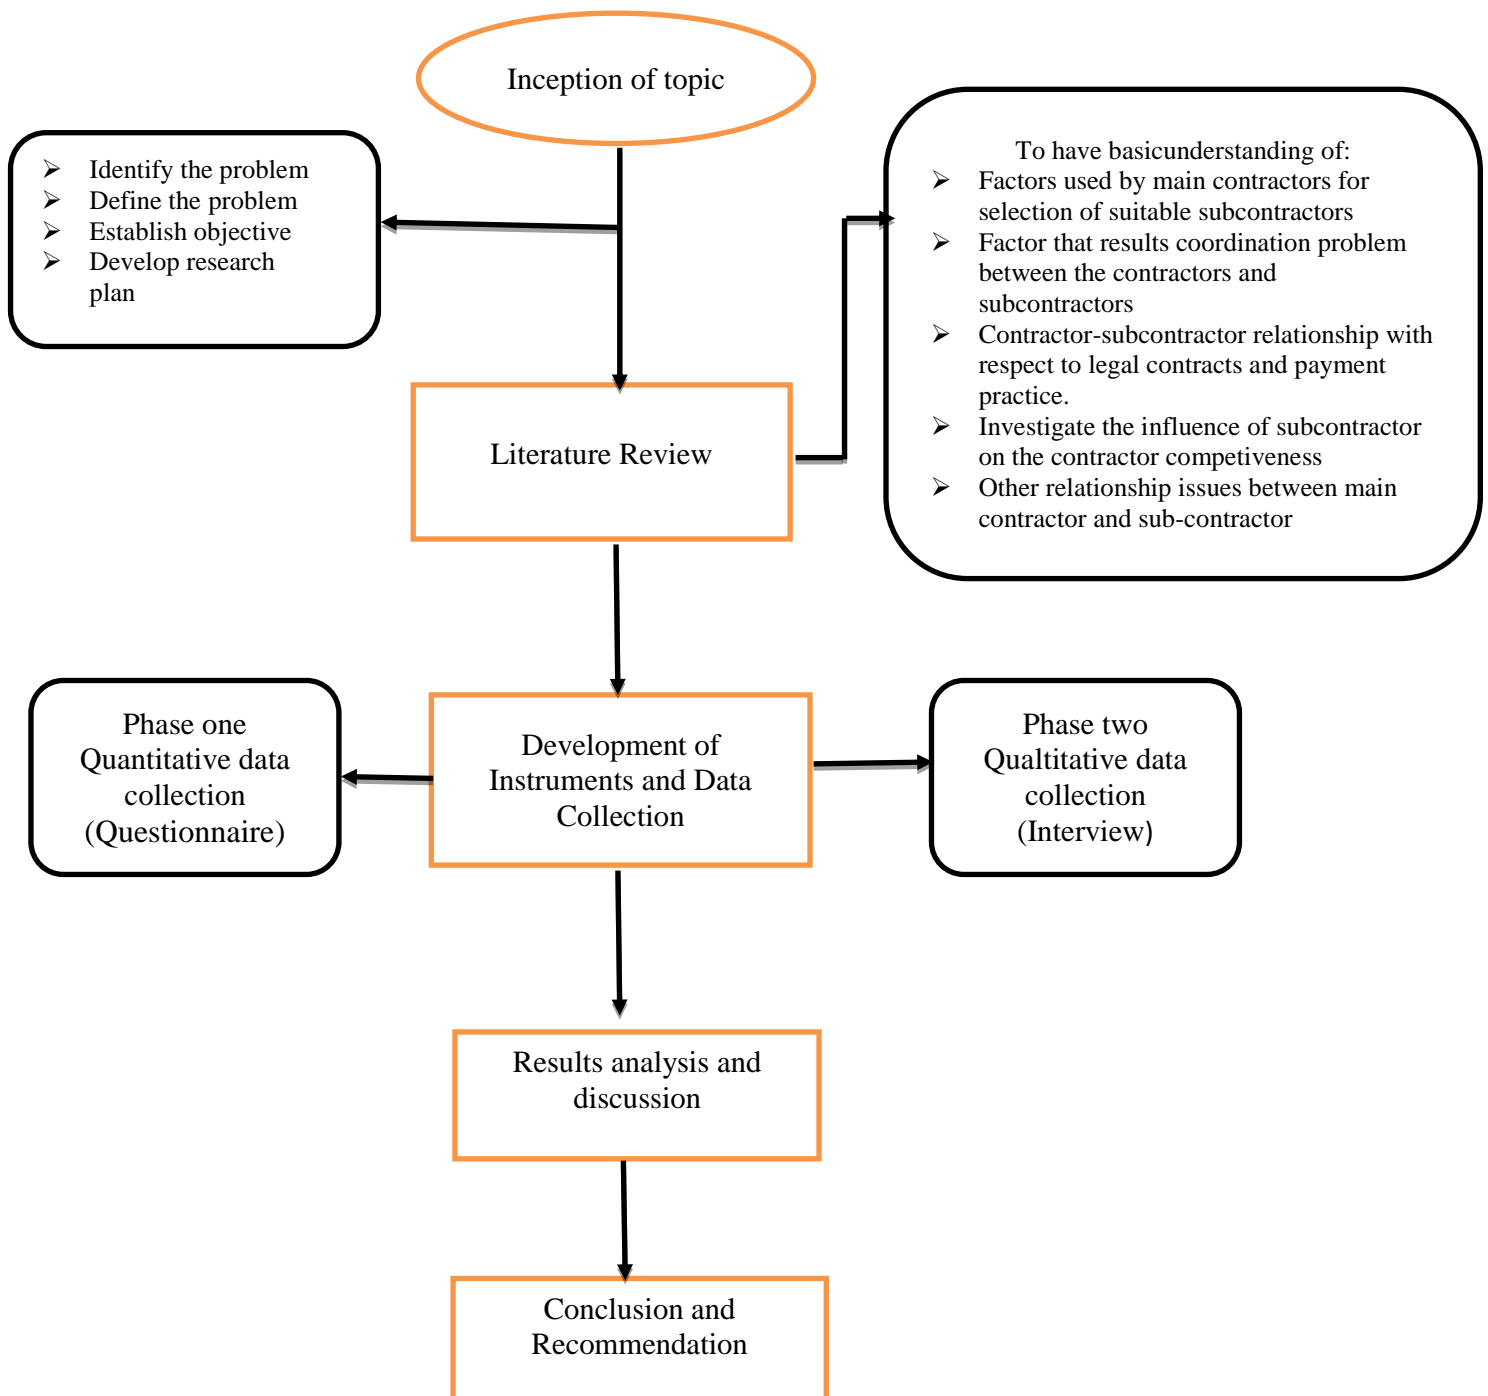 Inception of topic
➢ Identify the problem
➢ Define the problem
➢ Establish objective
➢ Develop research
plan
To have basicunderstanding of:
➢ Factors used by main contractors for
selection of suitable subcontractors
➢ Factor that results coordination problem
between the contractors and
subcontractors
➢ Contractor-subcontractor relationship with
respect to legal contracts and payment
practice.
➢ Investigate the influence of subcontractor
on the contractor competiveness
➢ Other relationship issues between main
contractor and sub-contractor
Literature Review
Phase one
Quantitative data
collection
(Questionnaire)
Development of
Instruments and Data
Collection
Phase two
Qualtitative data
collection
(Interview)
Results analysis and
discussion
Conclusion and
Recommendation